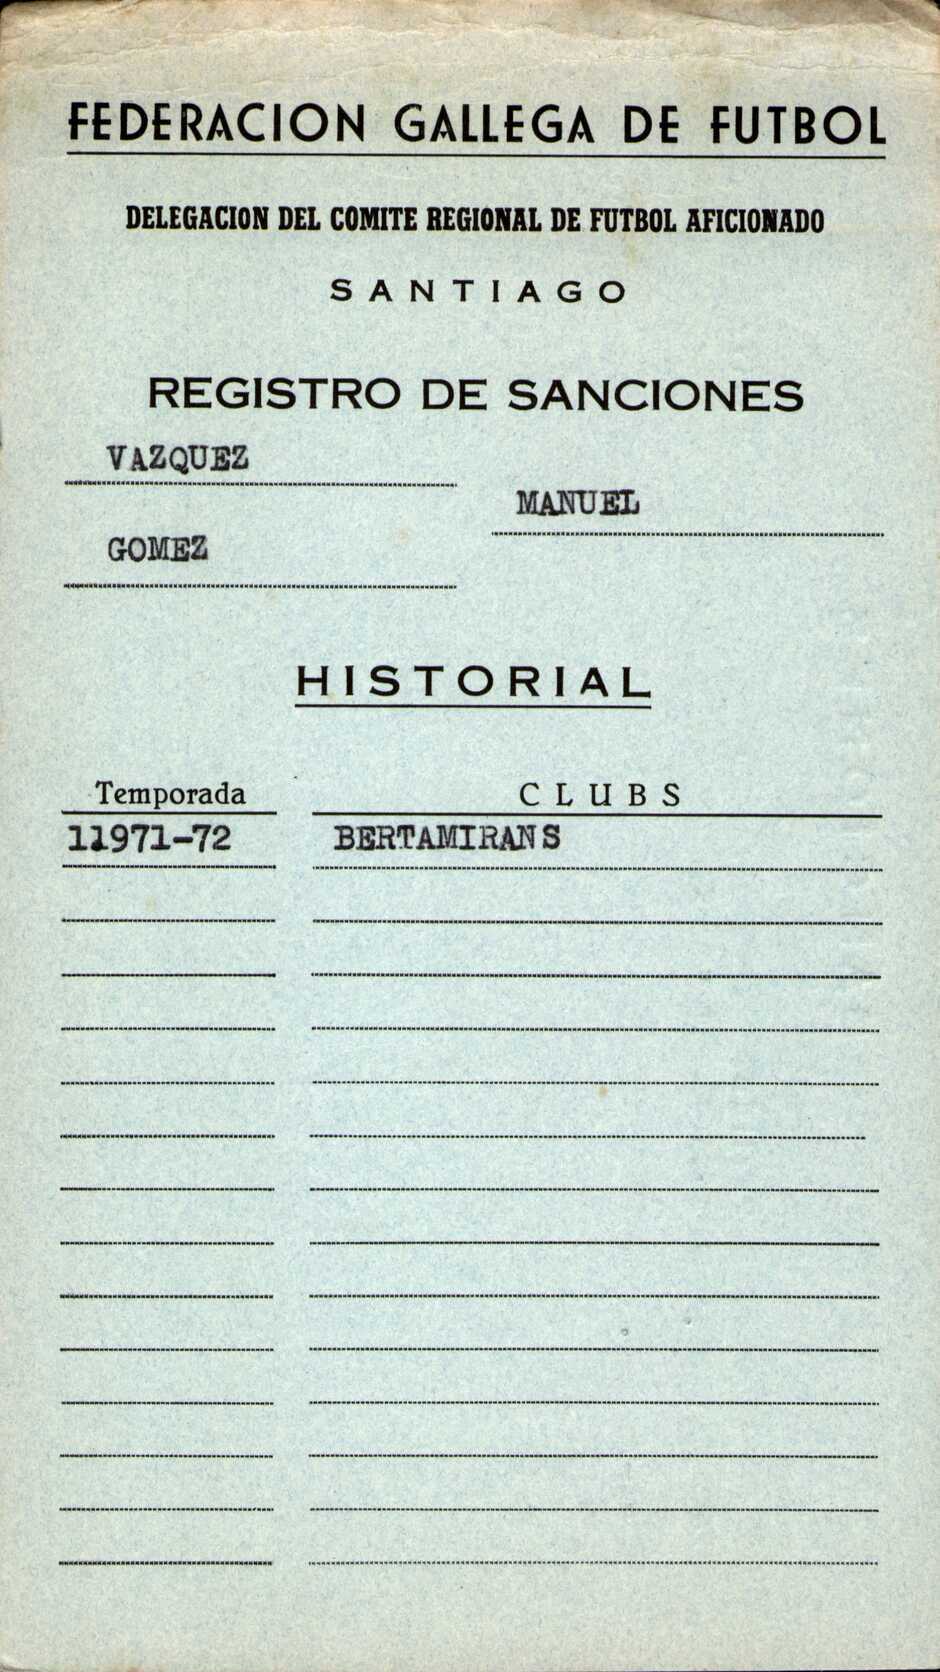 FEDERACION GALLEGA DE FUTBOL
DELEGACION DEL COMITE REGIONAL DE FUTBOL AFICIONADO
SANTIAGO
REGISTRO DE SANCIONES
VAZQUEZ
MANUEL
GOMEZ
HISTORIAL
Temporada CLUBS
11971-72 BERTAMIRANS